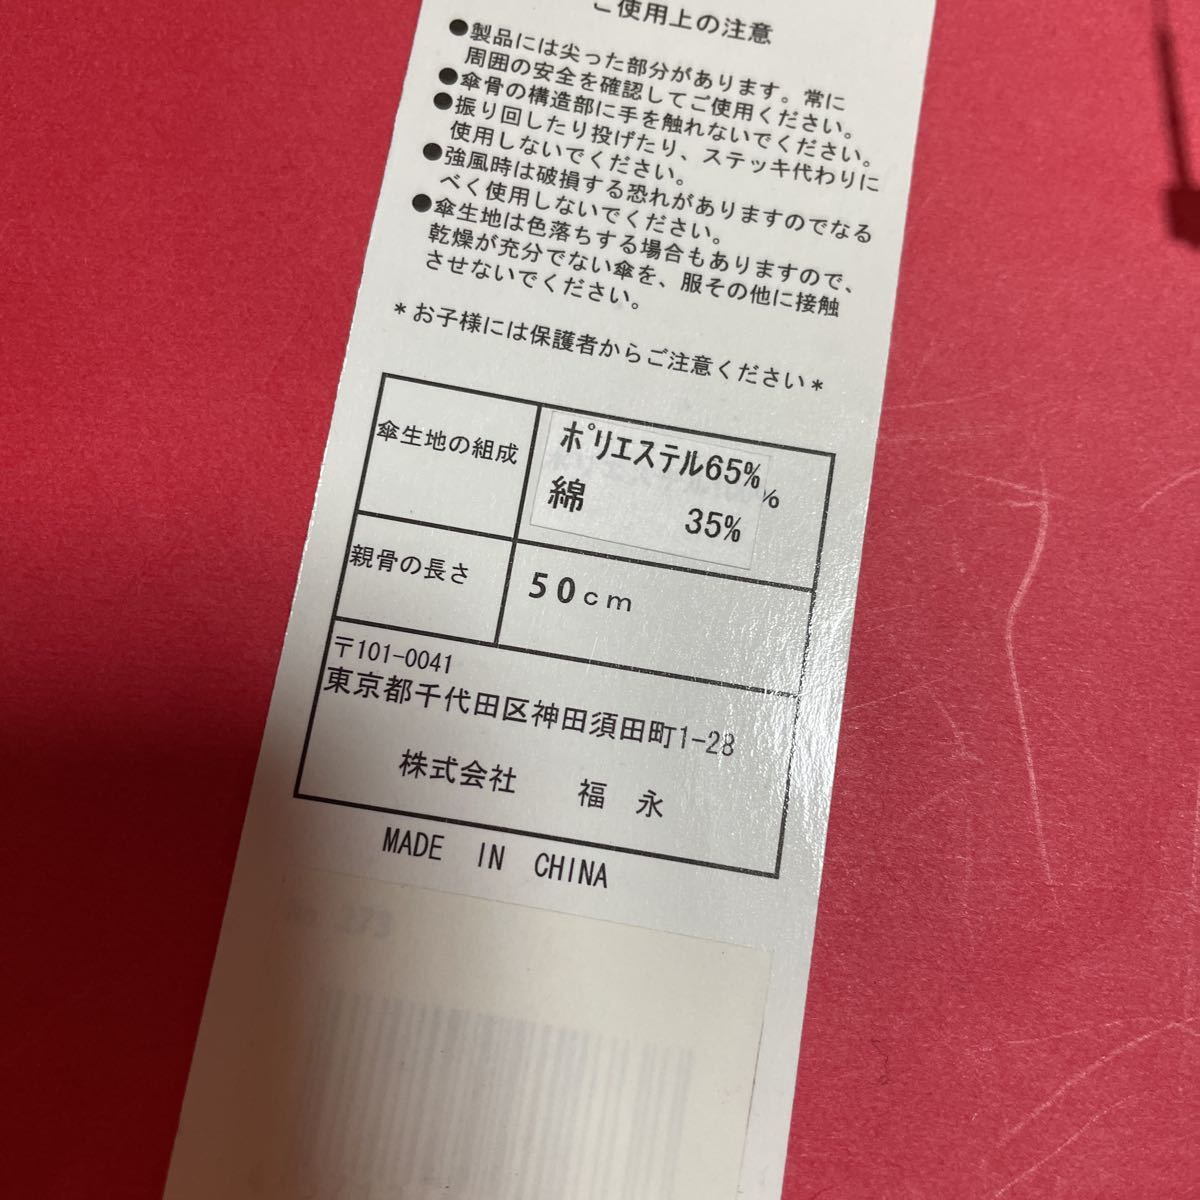 ご使用上の注意
●製品には尖った部分があります。常に
周囲の安全を確認してご使用ください。
●傘骨の構造部に手を触れないでください。
●振り回したり投げたり、ステッキ代わりに
使用しないでください。
●強風時は破損する恐れがありますのでなる
べく使用しないでください。
●傘生地は色落ちする場合もありますので、
乾燥が充分でない傘を、服その他に接触
させないでください。
＊お子様には保護者からご注意ください＊
傘生地の組成
ポリエステル65%
綿 35%
%
親骨の長さ
50cm
〒101-0041
東京都千代田区神田須田町1-28
株式会社 福 永
MADE IN CHINA